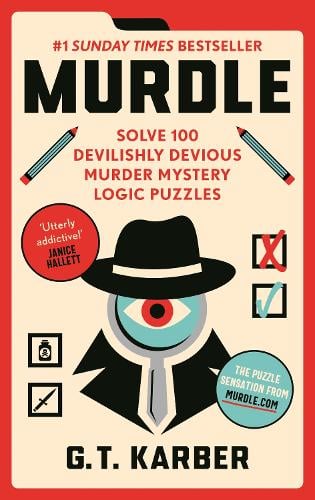 #1 SUNDAY TIMES BESTSELLER
MURDLE
SOLVE 100
DEVILISHLY DEVIOUS
MURDER MYSTERY
LOGIC PUZZLES
'Utterly
addictive!'
JANICE
HALLETT
THE PUZZLE
SENSATION FROM
MURDLE.COM
G.T. KARBER